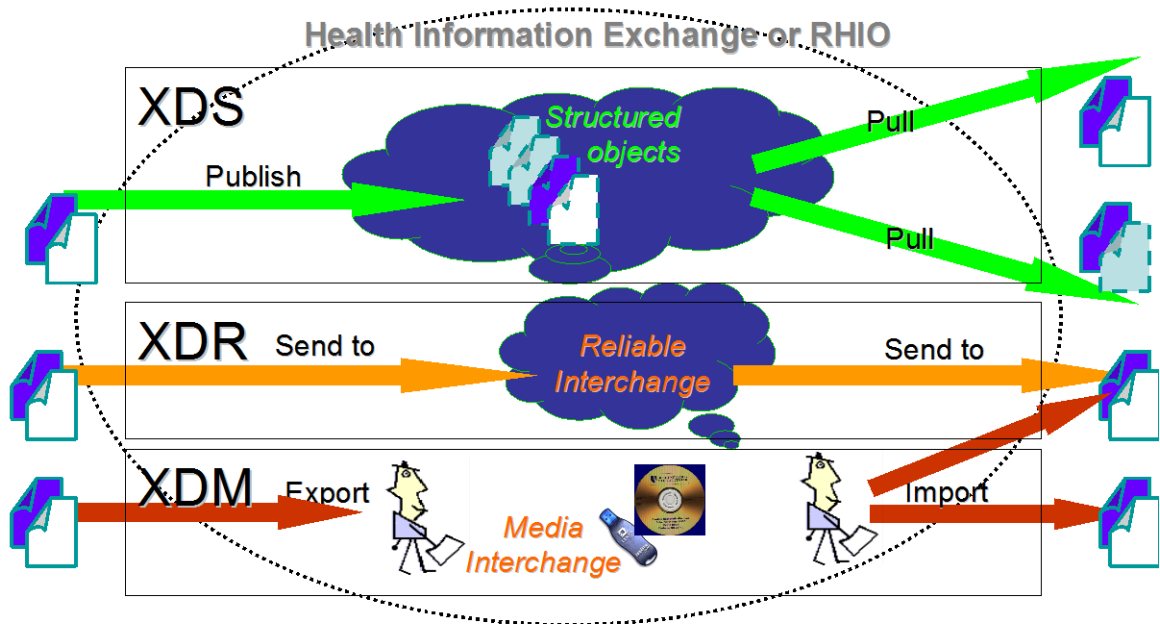 Health Information Exchange or RHIO
XDS
Structured
objects
Pull
Publish
Pull
XDR
Send to
Reliable
Interchange
Send to
XDM
Export
Import
Media
Interchange